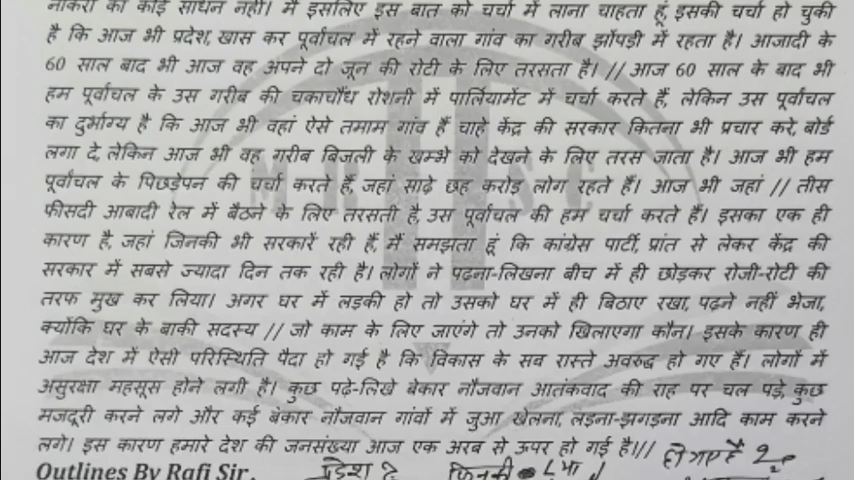 नौकरी का कोई साधन नहीं। मैं इसलिए इस बात को चर्चा में लाना चाहता हूं, इसकी चर्चा हो चुकी
है कि आज भी प्रदेश, खास कर पूर्वांचल में रहने वाला गांव का गरीब झोंपड़ी में रहता है। आजादी के
60 साल बाद भी आज वह अपने दो जून की रोटी के लिए तरसता है। // आज 60 साल के बाद भी
हम पूर्वांचल के उस गरीब की चकाचौंध रोशनी में पार्लियामेंट में चर्चा करते हैं, लेकिन उस पूर्वांचल
का दुर्भाग्य है कि आज भी वहां ऐसे तमाम गांव हैं चाहे केंद्र की सरकार कितना भी प्रचार करे, बोर्ड
लगा दे, लेकिन आज भी वह गरीब बिजली के खम्भे को देखने के लिए तरस जाता है। आज भी हम
पूर्वांचल के पिछड़ेपन की चर्चा करते हैं, जहां साढ़े छह करोड़ लोग रहते हैं। आज भी जहां // तीस
फीसदी आबादी रेल में बैठने के लिए तरसती है, उस पूर्वांचल की हम चर्चा करते हैं। इसका एक ही
कारण है, जहां जिनकी भी सरकारें रही हैं, मैं समझता हूं कि कांग्रेस पार्टी, प्रांत से लेकर केंद्र की
सरकार में सबसे ज्यादा दिन तक रही है। लोगों ने पढ़ना-लिखना बीच में ही छोड़कर रोजी-रोटी की
तरफ मुख कर लिया। अगर घर में लड़की हो तो उसको घर में ही बिठाए रखा, पढ़ने नहीं भेजा,
क्योंकि घर के बाकी सदस्य // जो काम के लिए जाएंगे तो उनको खिलाएगा कौन। इसके कारण ही
आज देश में ऐसी परिस्थिति पैदा हो गई है कि विकास के सब रास्ते अवरुद्ध हो गए हैं। लोगों में
असुरक्षा महसूस होने लगी है। कुछ पढ़े-लिखे बेकार नौजवान आतंकवाद की राह पर चल पड़े, कुछ
मजदूरी करने लगे और कई बेकार नौजवान गांवों में जुआ खेलना, लड़ना-झगड़ना आदि काम करने
लगे। इस कारण हमारे देश की जनसंख्या आज एक अरब से ऊपर हो गई है।// हो गए हैं
Outlines By Rafi Sir. प्रदेश